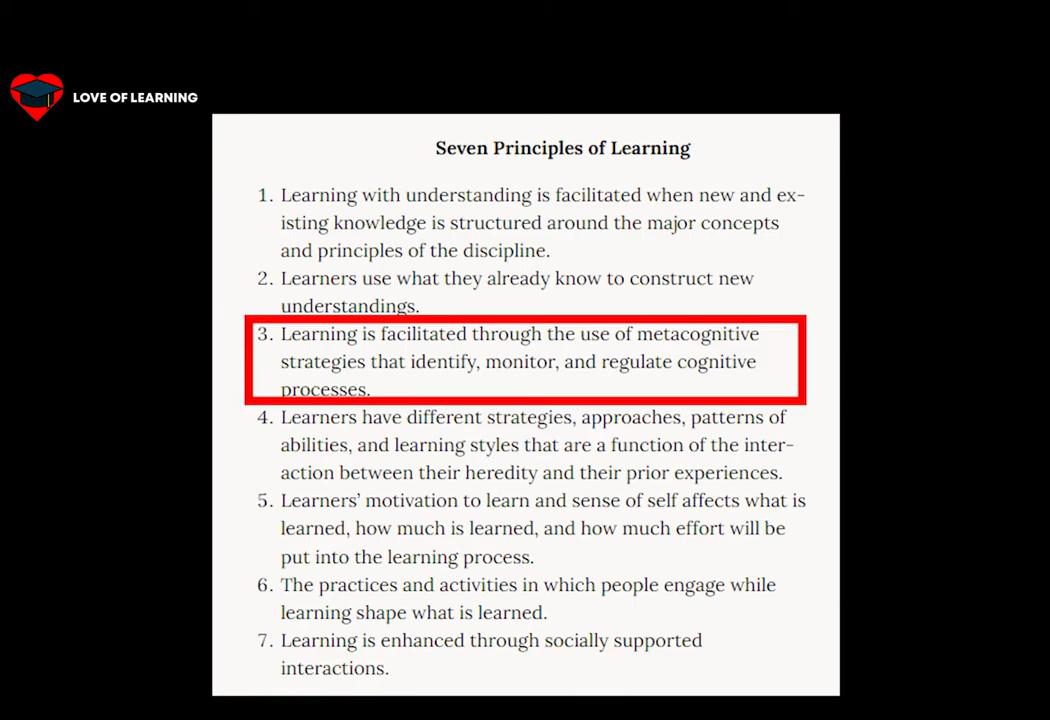 LOVE OF LEARNING
Seven Principles of Learning
1. Learning with understanding is facilitated when new and ex-
isting knowledge is structured around the major concepts
and principles of the discipline.
2. Learners use what they already know to construct new
understandings.
3. Learning is facilitated through the use of metacognitive
strategies that identify, monitor, and regulate cognitive
processes.
4. Learners have different strategies, approaches, patterns of
abilities, and learning styles that are a function of the inter-
action between their heredity and their prior experiences.
5. Learners’ motivation to learn and sense of self affects what is
learned, how much is learned, and how much effort will be
put into the learning process.
6. The practices and activities in which people engage while
learning shape what is learned.
7. Learning is enhanced through socially supported
interactions.